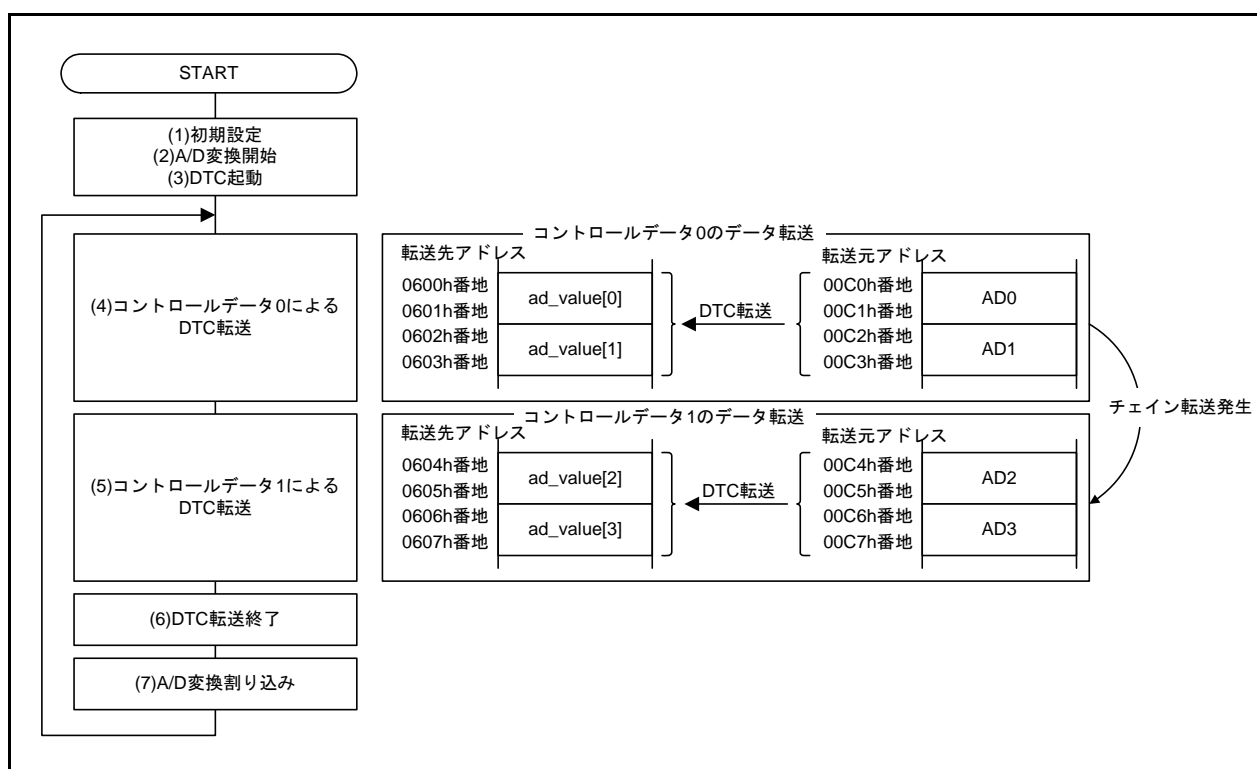 START
(1)初期設定
(2)A/D変換開始
(3)DTC起動
(4)コントロールデータ0による
DTC転送
コントロールデータ0のデータ転送
転送先アドレス
0600h番地
0601h番地
0602h番地
0603h番地
ad_value[0]
ad_value[1]
DTC転送
転送元アドレス
00C0h番地
00C1h番地
00C2h番地
00C3h番地
AD0
AD1
チェイン転送発生
(5)コントロールデータ1による
DTC転送
コントロールデータ1のデータ転送
転送先アドレス
0604h番地
0605h番地
0606h番地
0607h番地
ad_value[2]
ad_value[3]
DTC転送
転送元アドレス
00C4h番地
00C5h番地
00C6h番地
00C7h番地
AD2
AD3
(6)DTC転送終了
(7)A/D変換割り込み